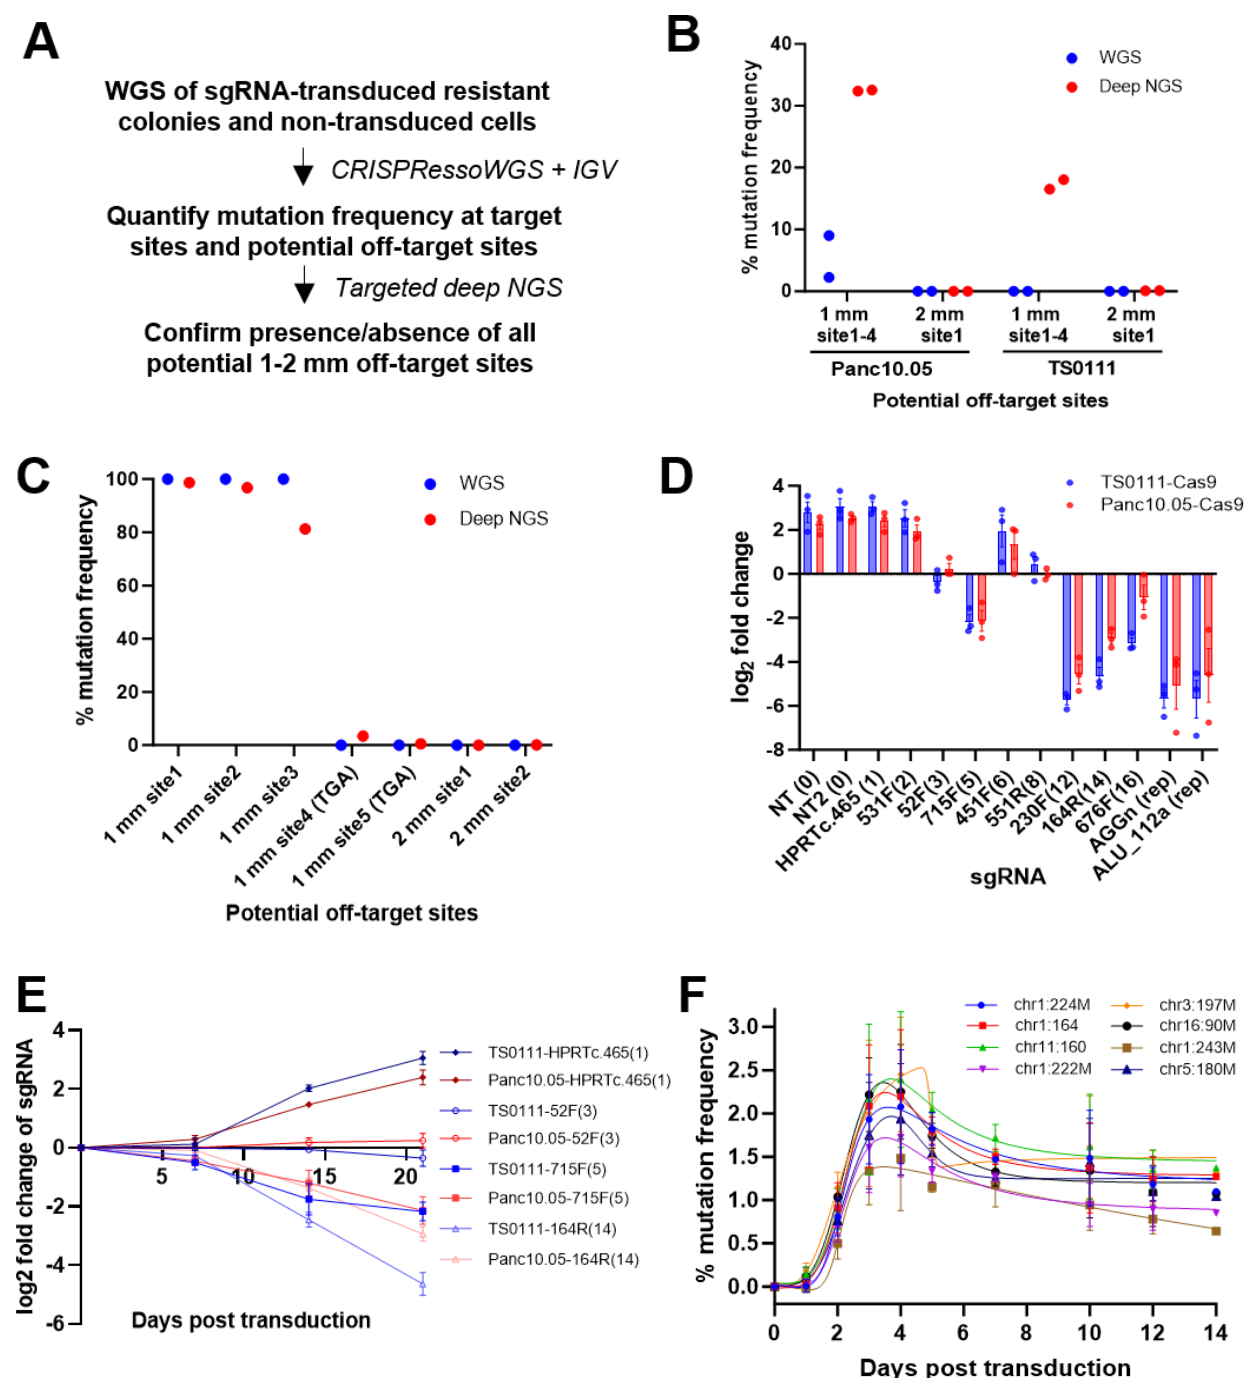 A
WGS of sgRNA-transduced resistant
colonies and non-transduced cells
CRISPRessoWGS + IGV
Quantify mutation frequency at target
sites and potential off-target sites
Targeted deep NGS
Confirm presence/absence of all
potential 1-2 mm off-target sites
B
% mutation frequency
40
30
20
10
0
WGS
Deep NGS
1 mm
site1-4
2 mm
site1
1 mm
site1-4
2 mm
site1
Panc10.05
TS0111
Potential off-target sites
C
% mutation frequency
100
80
60
40
20
0
WGS
Deep NGS
1 mm site1
1 mm site2
1 mm site3
1 mm site4 (TGA)
1 mm site5 (TGA)
2 mm site1
2 mm site2
Potential off-target sites
D
log2 fold change
4
2
0
-2
-4
-6
-8
TS0111-Cas9
Panc10.05-Cas9
NT (0)
NT2 (0)
HPRTc.465 (1)
531F(2)
52F(3)
715F(5)
451F(6)
551R(8)
230F(12)
164R(14)
676F(16)
AGGn (rep)
ALU_112a (rep)
sgRNA
E
log2 fold change of sgRNA
4
2
0
-2
-4
-6
5
10
15
20
Days post transduction
TS0111-HPRTc.465(1)
Panc10.05-HPRTc.465(1)
TS0111-52F(3)
Panc10.05-52F(3)
TS0111-715F(5)
Panc10.05-715F(5)
TS0111-164R(14)
Panc10.05-164R(14)
F
% mutation frequency
3.0
2.5
2.0
1.5
1.0
0.5
0.0
chr1:224M
chr1:164
chr11:160
chr1:222M
chr3:197M
chr16:90M
chr1:243M
chr5:180M
0
2
4
6
8
10
12
14
Days post transduction